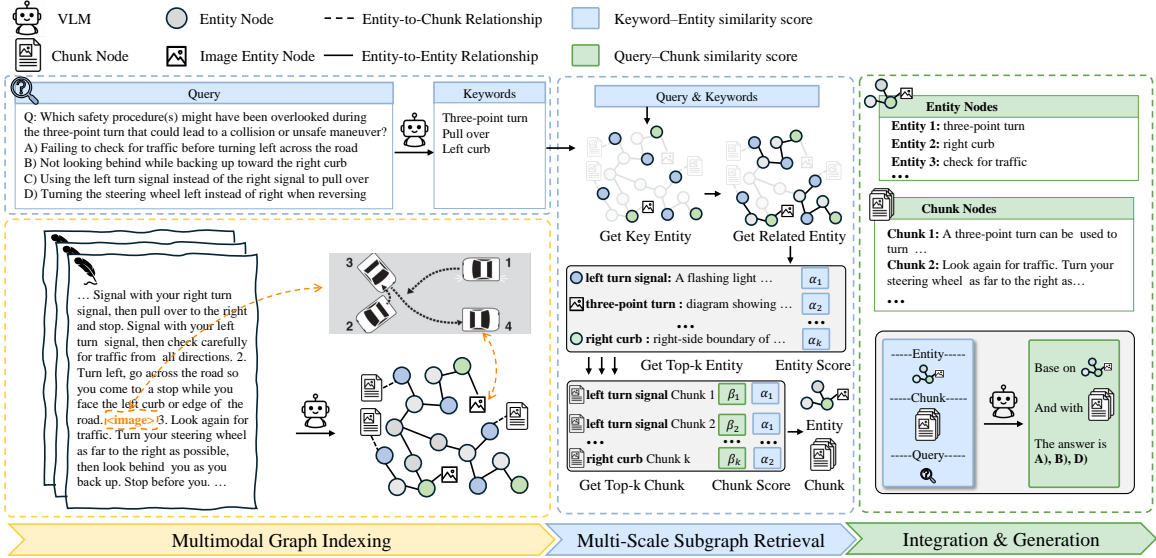 VLM
Entity Node
Entity-to-Chunk Relationship
Keyword–Entity similarity score
Chunk Node
Image Entity Node
Entity-to-Entity Relationship
Query–Chunk similarity score
Query
Q: Which safety procedure(s) might have been overlooked during
the three-point turn that could lead to a collision or unsafe maneuver?
A) Failing to check for traffic before turning left across the road
B) Not looking behind while backing up toward the right curb
C) Using the left turn signal instead of the right signal to pull over
D) Turning the steering wheel left instead of right when reversing
Keywords
Three-point turn
Pull over
Left curb
… Signal with your right turn
signal, then pull over to the right
and stop. Signal with your left
turn signal, then check carefully
for traffic from all directions. 2.
Turn left, go across the road so
you come to a stop while you
face the left curb or edge of the
road. <image> 3. Look again for
traffic. Turn your steering wheel
as far to the right as possible,
then look behind you as you
back up. Stop before you. …
3
1
2
4
Multimodal Graph Indexing
Query & Keywords
Get Key Entity
Get Related Entity
left turn signal: A flashing light … α1
three-point turn : diagram showing … α2
••• •••
right curb : right-side boundary of … αk
Get Top-k Entity
Entity Score
left turn signal Chunk 1 β1 α1
left turn signal Chunk 2 β2 α1
••• ••• •••
right curb Chunk k βk α2
Get Top-k Chunk
Chunk Score
Entity
Chunk
Multi-Scale Subgraph Retrieval
Entity Nodes
Entity 1: three-point turn
Entity 2: right curb
Entity 3: check for traffic
•••
Chunk Nodes
Chunk 1: A three-point turn can be used to
turn …
Chunk 2: Look again for traffic. Turn your
steering wheel as far to the right as…
•••
-----Entity-----
-----Chunk-----
-----Query-----
Base on
And with
The answer is
A), B), D)
Integration & Generation